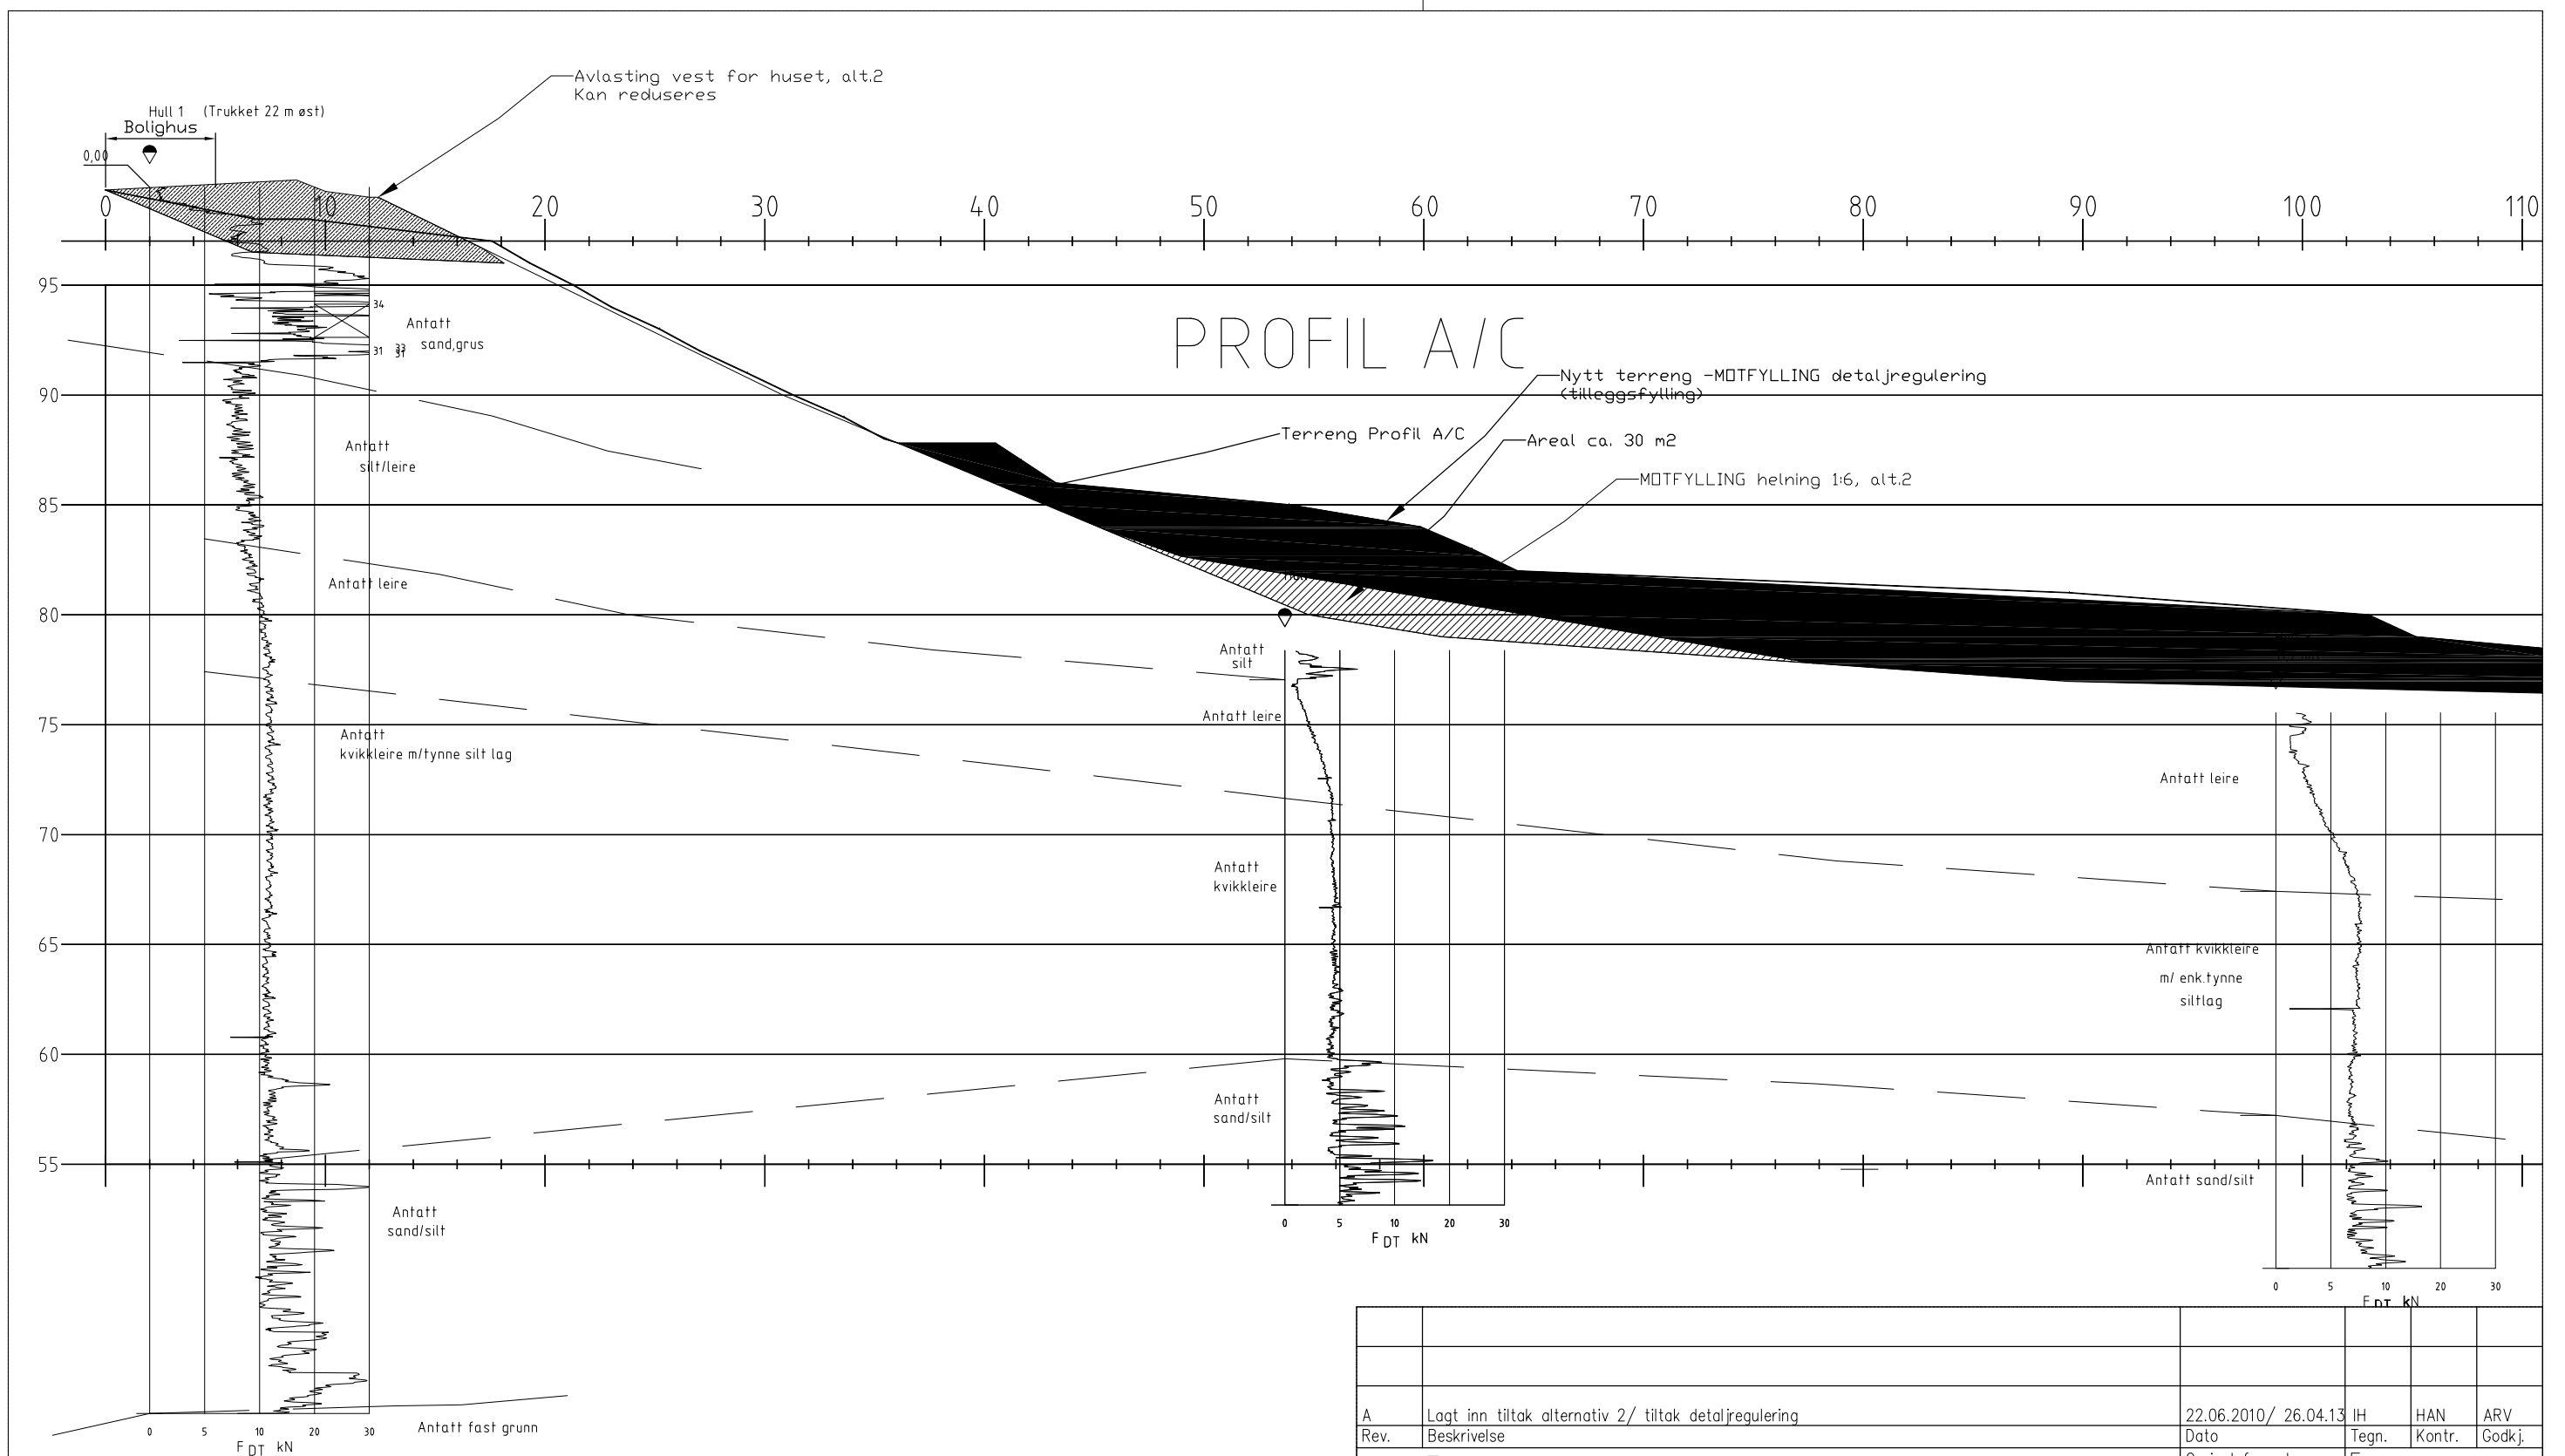 Avlasting vest for huset, alt.2
Kan reduseres
Hull 1 (Trukket 22 m øst)
Bolighus
0,00
0 10 20 30 40 50 60 70 80 90 100 110
95
34
Antatt
sand,grus
31 33
31
PROFIL A/C
Nytt terreng -MOTFYLLING detaljregulering
(tilleggsfylling)
90
Terreng Profil A/C
Areal ca. 30 m2
Antatt
silt/leire
MOTFYLLING helning 1:6, alt.2
85
Antatt leire
80
Antatt
silt
Antatt leire
75
Antatt
kvikkleire m/tynne silt lag
Antatt leire
70
Antatt
kvikkleire
65
Antatt kvikkleire
m/ enk.tynne
siltlag
60
Antatt
sand/silt
55
Antatt sand/silt
Antatt
sand/silt
0 5 10 20 30
F DT kN
0 5 10 20 30
F DT kN
A Lagt inn tiltak alternativ 2/ tiltak detaljregulering 22.06.2010/ 26.04.13 IH HAN ARV
Rev. Beskrivelse Dato Tegn. Kontr. Godkj.
Antatt fast grunn
0 5 10 20 30
F DT kN